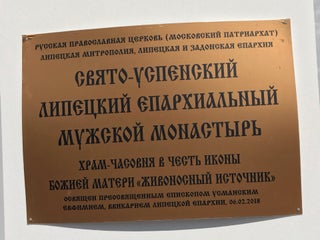 РУССКАЯ ПРАВОСЛАВНАЯ ЦЕРКОВЬ (МОСКОВСКИЙ ПАТРИАРХАТ)
ЛИПЕЦКАЯ МИТРОПОЛИЯ, ЛИПЕЦКАЯ И ЗАДОНСКАЯ ЕПАРХИЯ
СВЯТО-УСПЕНСКИЙ
ЛИПЕЦКИЙ ЕПАРХИАЛЬНЫЙ
МУЖСКОЙ МОНАСТЫРЬ
ХРАМ-ЧАСОВНЯ В ЧЕСТЬ ИКОНЫ
БОЖИЕЙ МАТЕРИ «ЖИВОНОСНЫЙ ИСТОЧНИК»
ОСВЯЩЕН ПРЕОСВЯЩЕННЫМ ЕПИСКОПОМ УСМАНСКИМ
ЕВФИМИЕМ, ВИКАРИЕМ ЛИПЕЦКОЙ ЕПАРХИИ, 06.02.2018